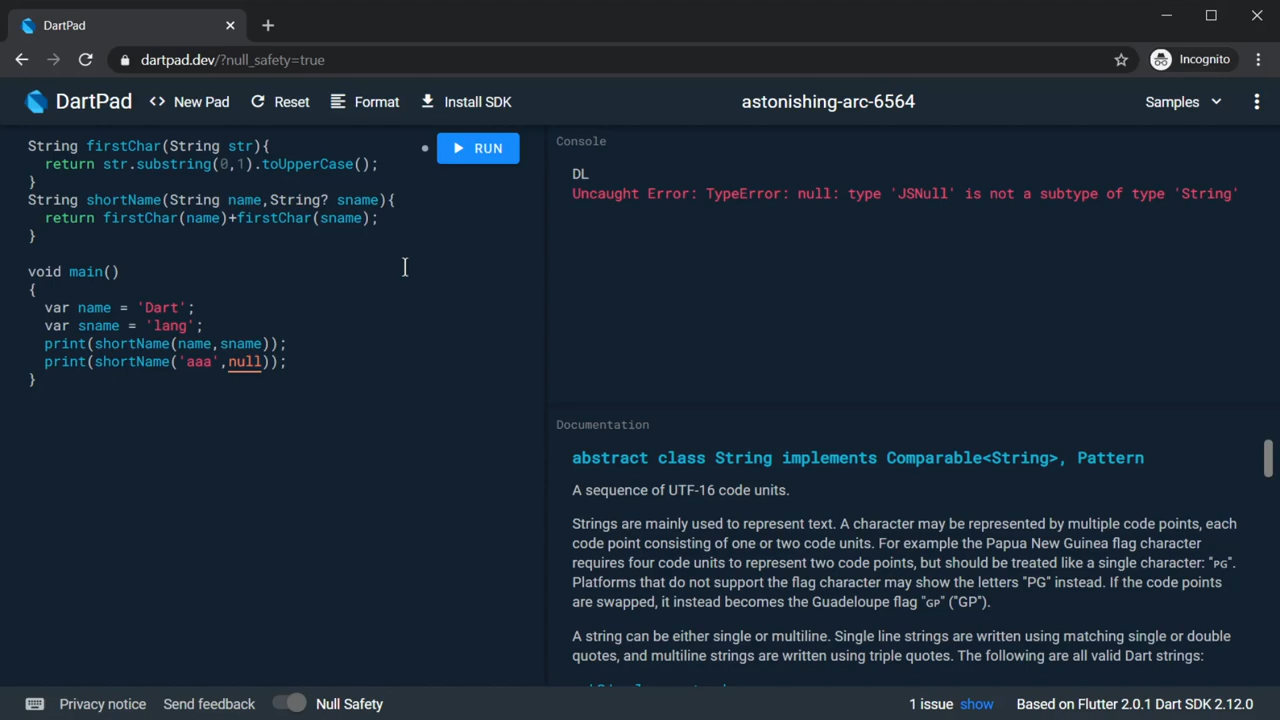 DartPad
dartpad.dev/?null_safety=true
Incognito
DartPad
<> New Pad
Reset
Format
Install SDK
astonishing-arc-6564
Samples
String firstChar(String str){
return str.substring(0,1).toUpperCase();
}
String shortName(String name,String? sname){
return firstChar(name)+firstChar(sname);
}
void main()
{
var name = 'Dart';
var sname = 'lang';
print(shortName(name,sname));
print(shortName('aaa',null));
}
RUN
Console
DL
Uncaught Error: TypeError: null: type 'JSNull' is not a subtype of type 'String'
Documentation
abstract class String implements Comparable<String>, Pattern
A sequence of UTF-16 code units.
Strings are mainly used to represent text. A character may be represented by multiple code points, each
code point consisting of one or two code units. For example the Papua New Guinea flag character
requires four code units to represent two code points, but should be treated like a single character: "🇵🇬".
Platforms that do not support the flag character may show the letters "PG" instead. If the code points
are swapped, it instead becomes the Guadeloupe flag "🇬🇵" ("GP").
A string can be either single or multiline. Single line strings are written using matching single or double
quotes, and multiline strings are written using triple quotes. The following are all valid Dart strings:
Privacy notice
Send feedback
Null Safety
1 issue show
Based on Flutter 2.0.1 Dart SDK 2.12.0